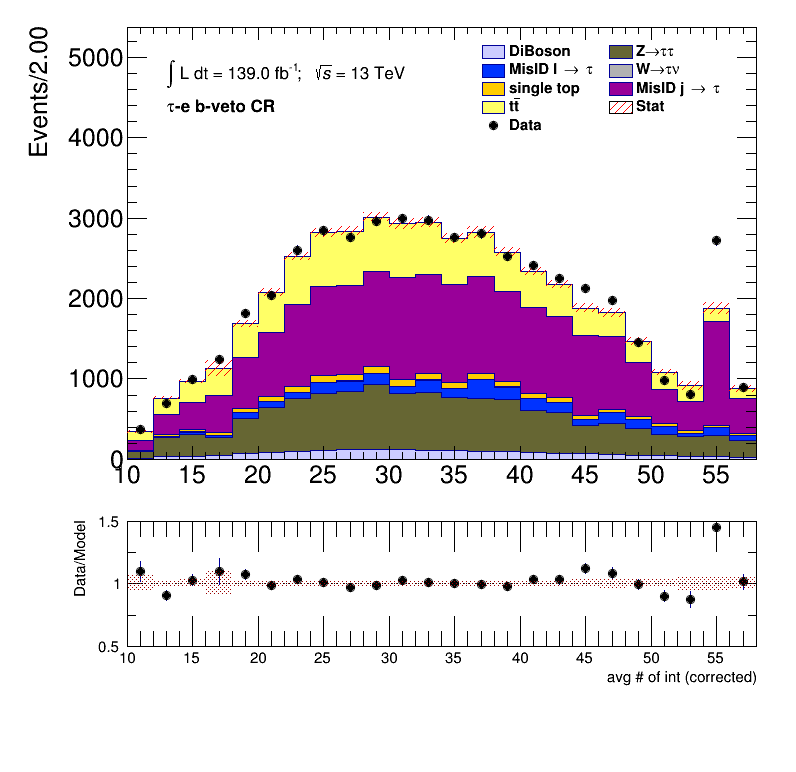 Events/2.00
5000
4000
3000
2000
1000
0
∫ L dt = 139.0 fb⁻¹; √s = 13 TeV
τ-e b-veto CR
DiBoson
MisID l → τ
single top
tt̄
Data
Z→ττ
W→τν
MisID j → τ
Stat
10 15 20 25 30 35 40 45 50 55
Data/Model
1.5
1
0.5
10 15 20 25 30 35 40 45 50 55
avg # of int (corrected)